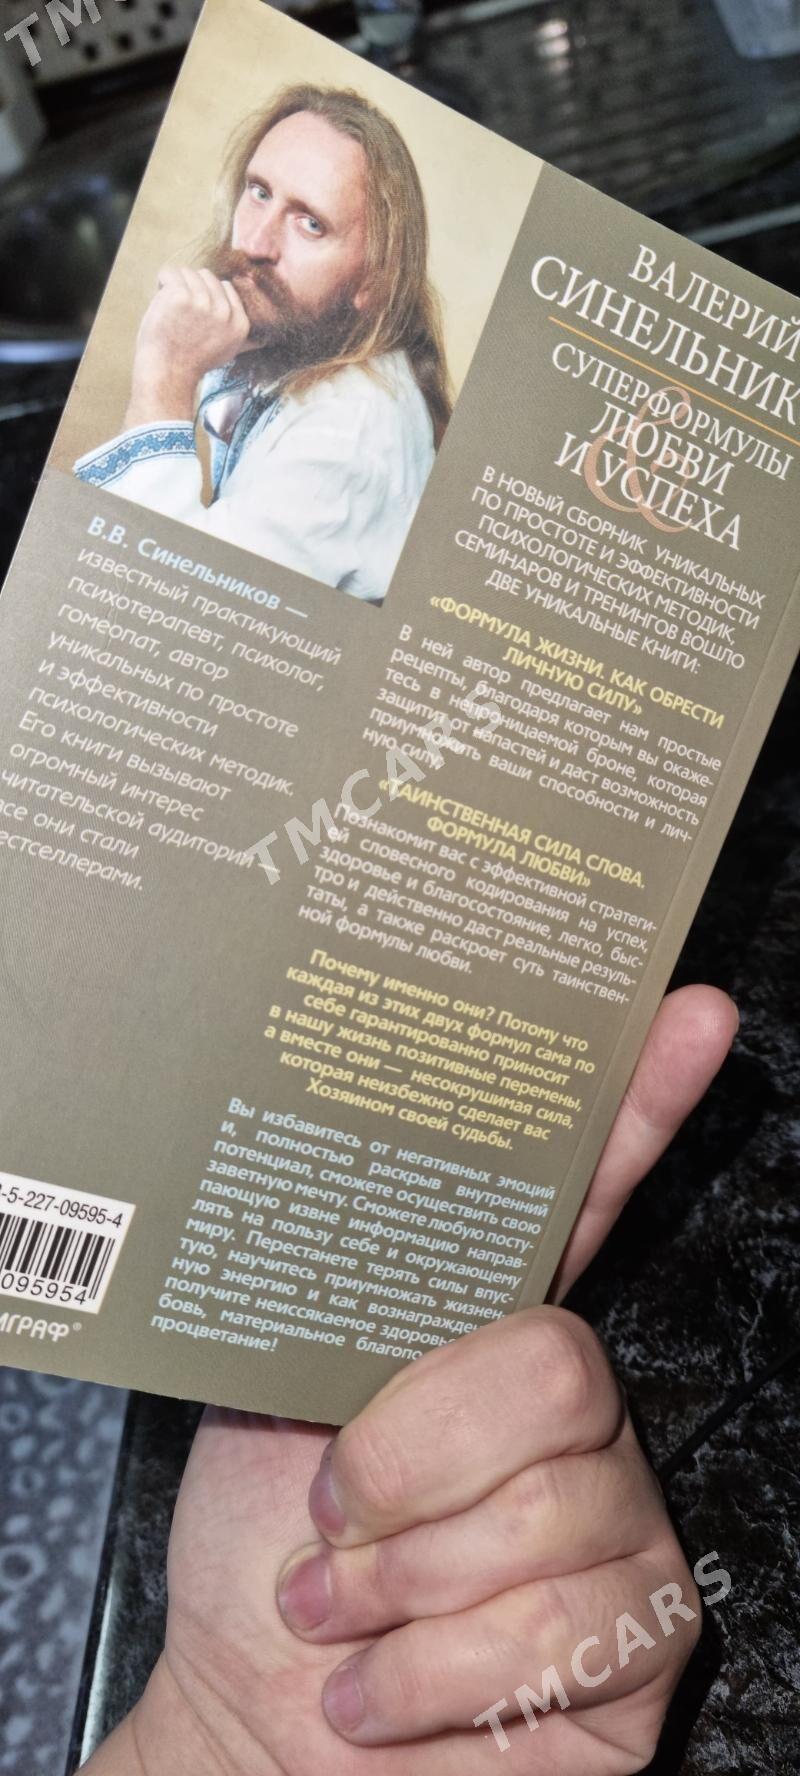 ВАЛЕРИЙ
СИНЕЛЬНИК
СУПЕРФОРМУЛЫ
ЛЮБВИ
&
И УСПЕХА
В НОВЫЙ СБОРНИК УНИКАЛЬНЫХ
ПО ПРОСТОТЕ И ЭФФЕКТИВНОСТИ
ПСИХОЛОГИЧЕСКИХ МЕТОДИК,
СЕМИНАРОВ И ТРЕНИНГОВ ВОШЛО
ДВЕ УНИКАЛЬНЫЕ КНИГИ:
«ФОРМУЛА ЖИЗНИ. КАК ОБРЕСТИ
ЛИЧНУЮ СИЛУ»
В ней автор предлагает нам простые
рецепты, благодаря которым вы окаже-
тесь в непроницаемой броне, которая
защитит от напастей и даст возможность
приумножить ваши способности и лич-
ную силу.
«ТАИНСТВЕННАЯ СИЛА СЛОВА.
ФОРМУЛА ЛЮБВИ»
Познакомит вас с эффективной стратеги-
ей словесного кодирования на успех,
здоровье и благосостояние, легко, быс-
тро и действенно даст реальные резуль-
таты, а также раскроет суть таинствен-
ной формулы любви.
Почему именно они? Потому что
каждая из этих двух формул сама по
себе гарантированно приносит
в нашу жизнь позитивные перемены,
а вместе они — несокрушимая сила,
которая неизбежно сделает вас
Хозяином своей судьбы.
Вы избавитесь от негативных эмоций
и, полностью раскрыв внутренний
потенциал, сможете осуществить свою
заветную мечту. Сможете любую посту-
пающую извне информацию направ-
лять на пользу себе и окружающему
миру. Перестанете терять силы впус-
тую, научитесь приумножать жизнен-
ную энергию и как вознаграждени
получите неиссякаемое здоровье
бовь, материальное благопо
процветание!
В.В. Синельников —
известный практикующий
психотерапевт, психолог,
гомеопат, автор
уникальных по простоте
и эффективности
психологических методик.
Его книги вызывают
огромный интерес
читательской аудитории.
все они стали
естселлерами.
-5-227-09595-4
095954
ИГРАФ®
TMCARS
TMCARS
TMC